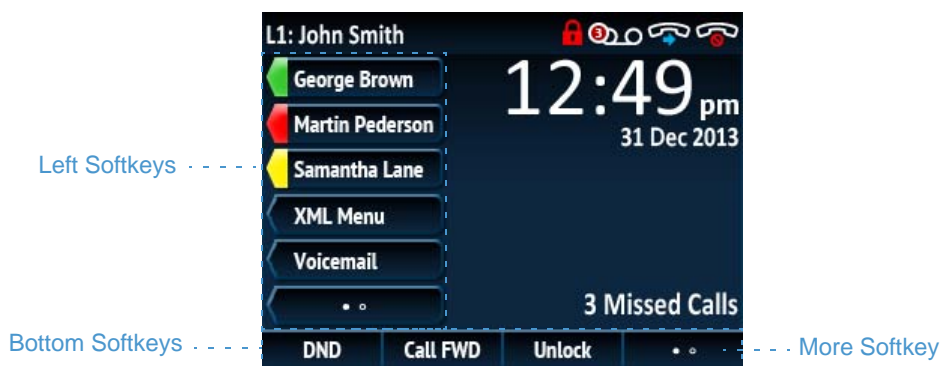 L1: John Smith
3
George Brown
12:49 pm
Martin Pederson
31 Dec 2013
Left Softkeys
Samantha Lane
XML Menu
Voicemail
3 Missed Calls
Bottom Softkeys
DND
Call FWD
Unlock
More Softkey